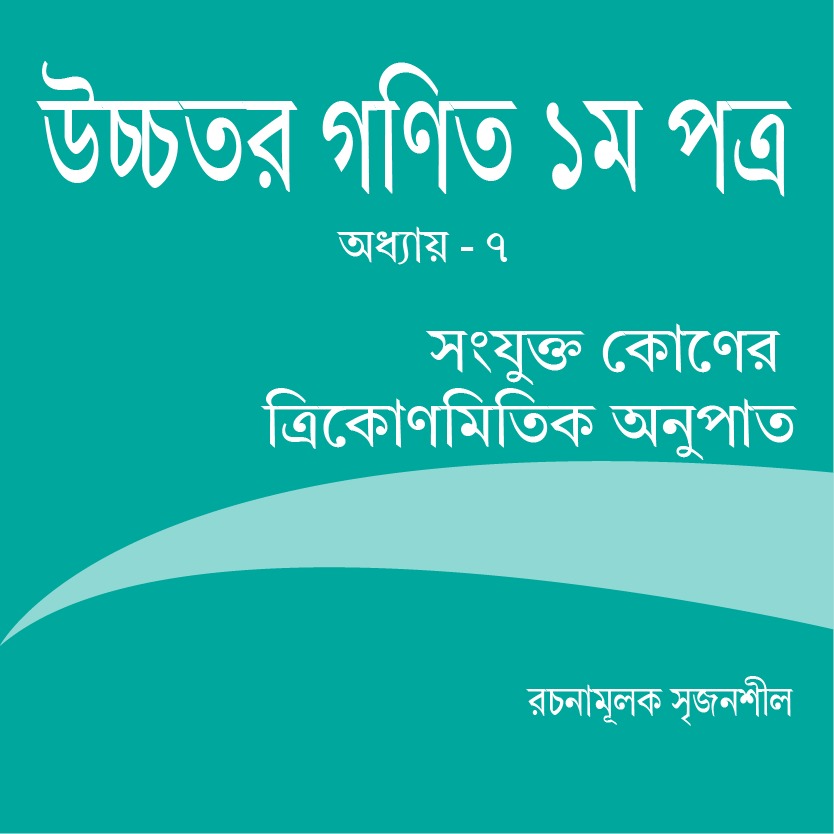 উচ্চতর গণিত ১ম পত্র
অধ্যায় - ৭
সংযুক্ত কোণের
ত্রিকোণমিতিক অনুপাত
রচনামূলক সৃজনশীল